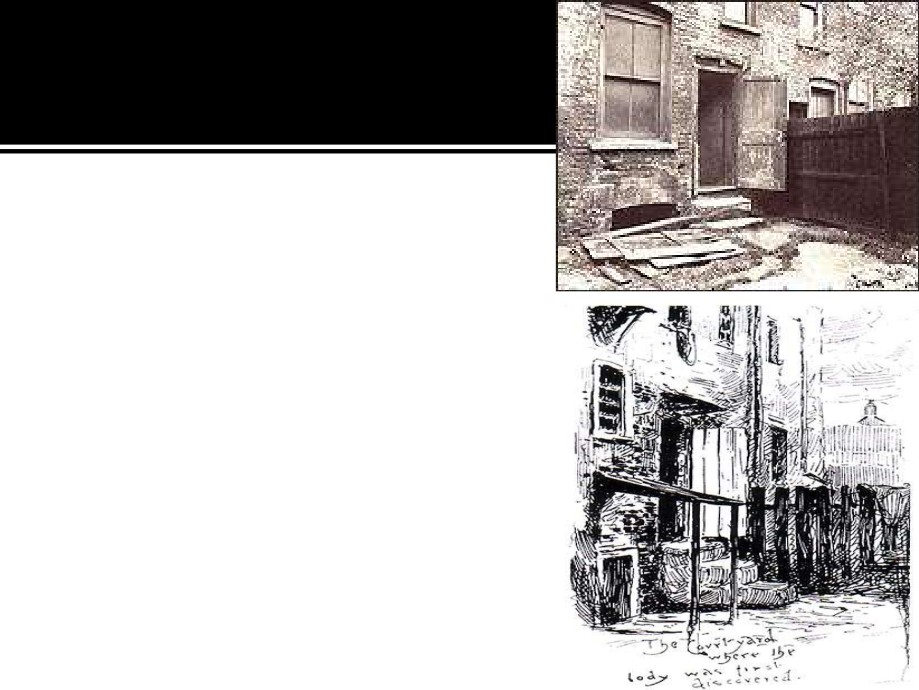 The Courtyard
where the
body was first
discovered.